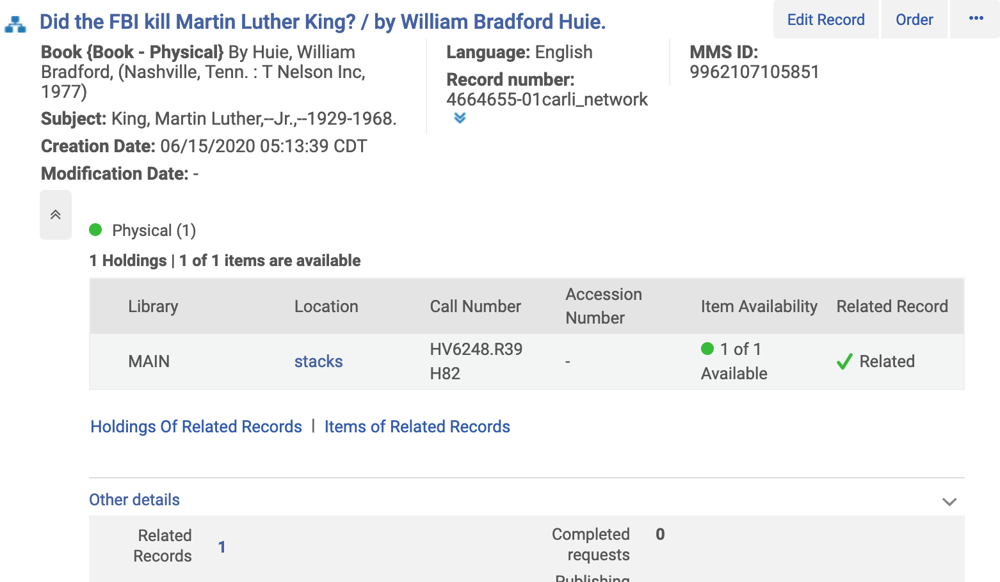 Did the FBI kill Martin Luther King? / by William Bradford Huie.
Edit Record
Order
Book {Book - Physical} By Huie, William
Bradford, (Nashville, Tenn. : T Nelson Inc,
1977)
Subject: King, Martin Luther,--Jr.,--1929-1968.
Creation Date: 06/15/2020 05:13:39 CDT
Modification Date: -
Language: English
Record number:
4664655-01carli_network
MMS ID:
9962107105851
Physical (1)
1 Holdings | 1 of 1 items are available
Library
Location
Call Number
Accession
Number
Item Availability
Related Record
MAIN
stacks
HV6248.R39
H82
-
1 of 1
Available
Related
Holdings Of Related Records | Items of Related Records
Other details
Related
Records
1
Completed
requests
0
Publishing